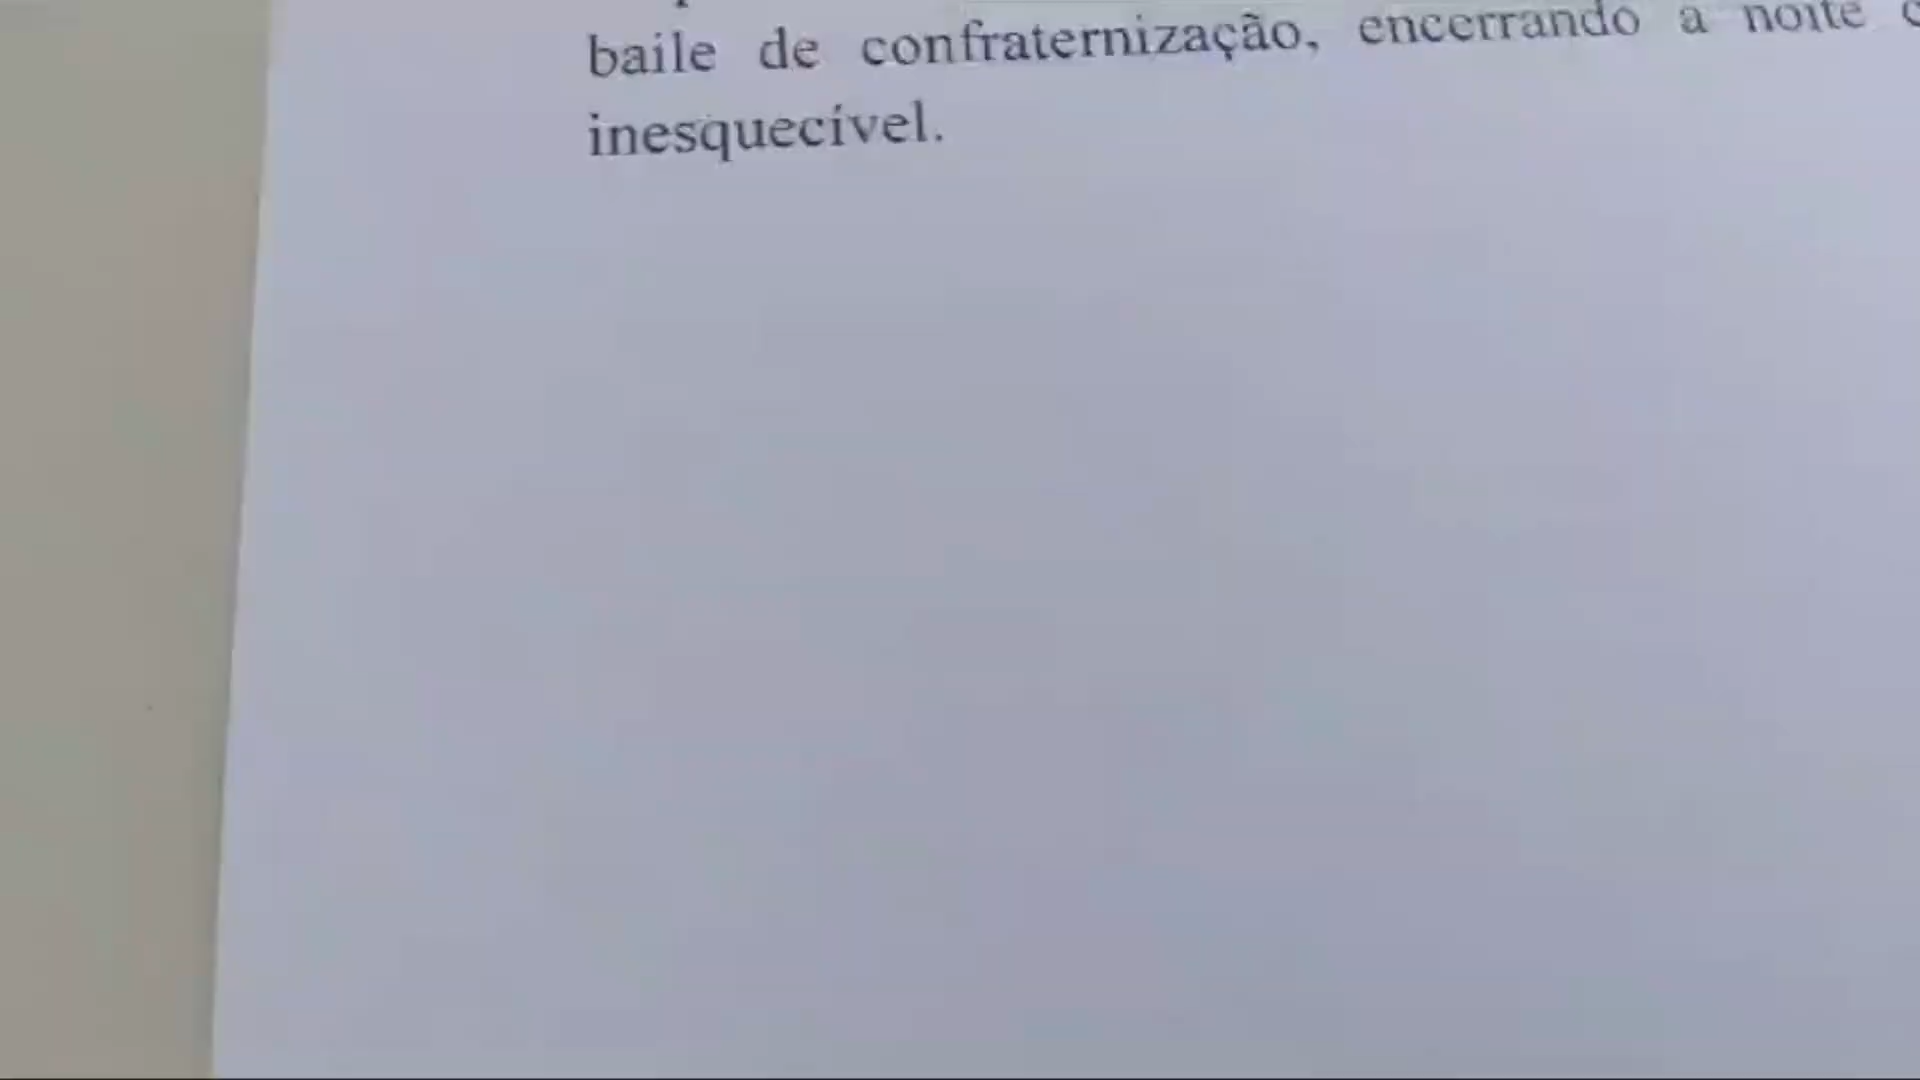 baile de confraternização, encerrando a noite
inesquecível.